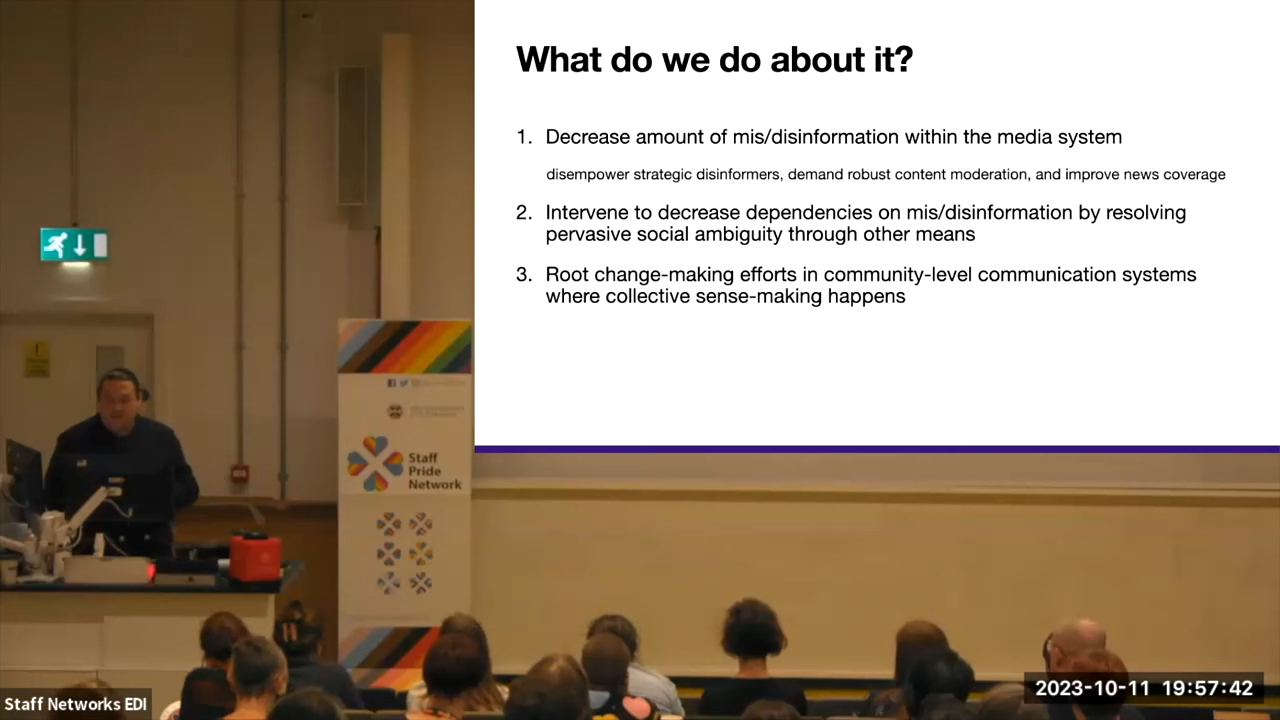 What do we do about it?
1. Decrease amount of mis/disinformation within the media system
disempower strategic disinformers, demand robust content moderation, and improve news coverage
2. Intervene to decrease dependencies on mis/disinformation by resolving
pervasive social ambiguity through other means
3. Root change-making efforts in community-level communication systems
where collective sense-making happens
Staff
Pride
Network
Staff Networks EDI
2023-10-11 19:57:42